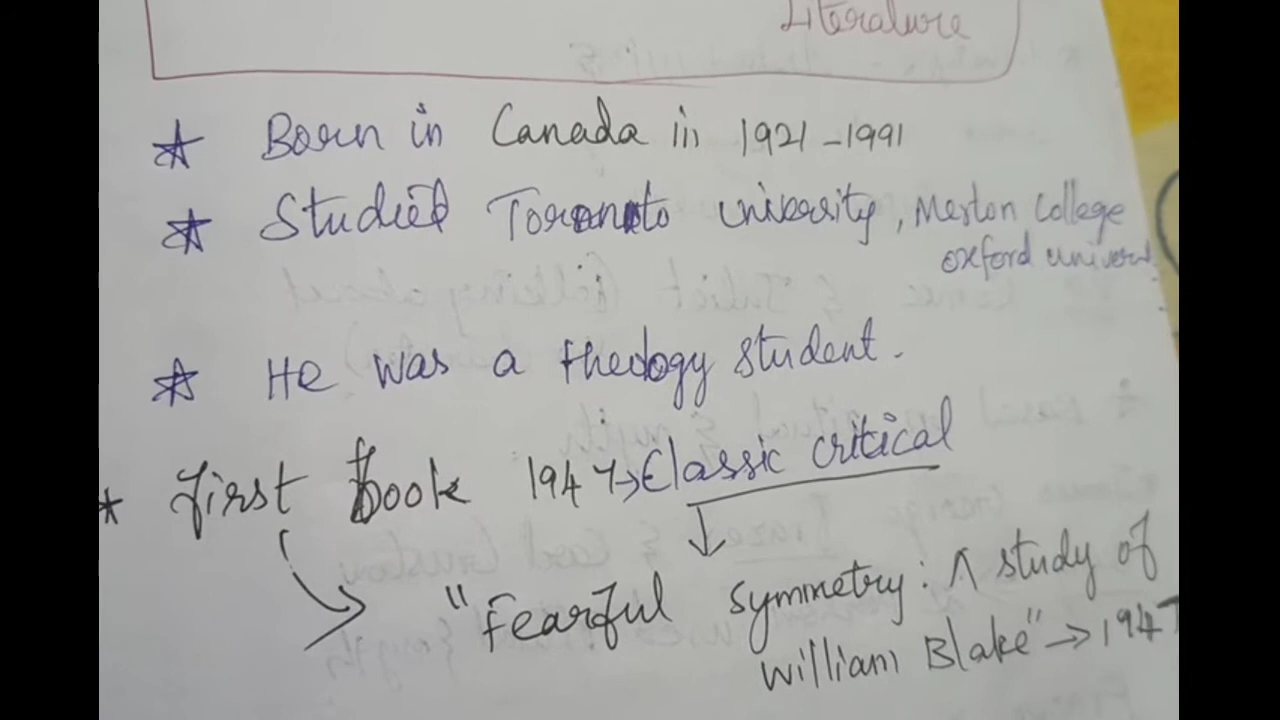 Literature
★ Born in Canada in 1921-1991
★ Studied Toronto university, Merton College
oxford univers
★ He was a theology student.
★ First book 1947→Classic critical
"Fearful symmetry: A study of
William Blake" → 1947